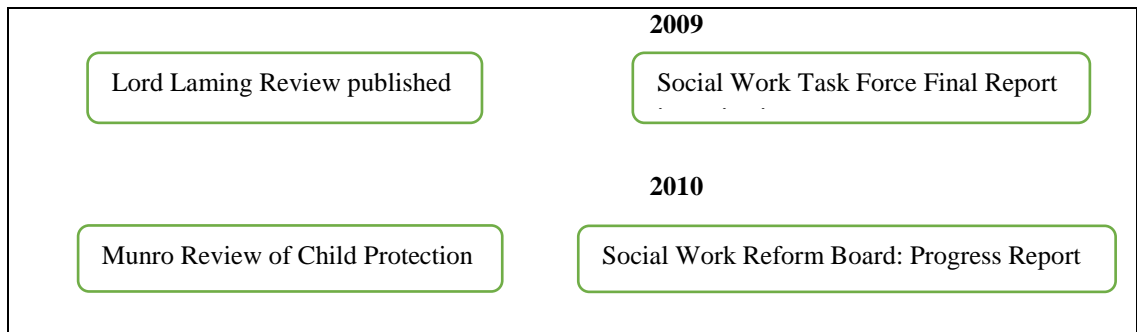 2009
Lord Laming Review published
Social Work Task Force Final Report
2010
Munro Review of Child Protection
Social Work Reform Board: Progress Report